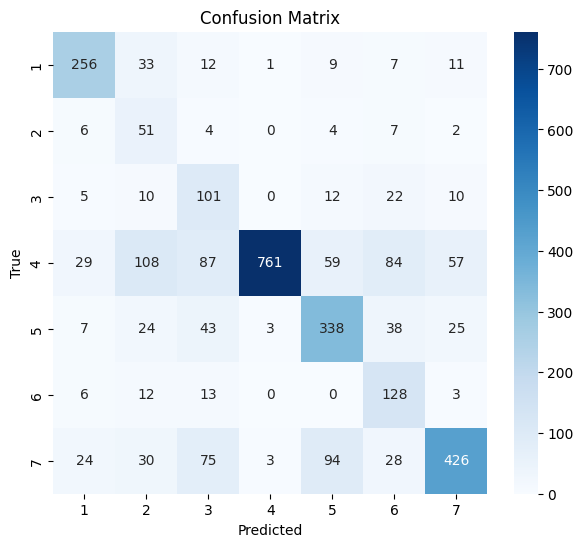 Confusion Matrix
1 256 33 12 1 9 7 11
2 6 51 4 0 4 7 2
3 5 10 101 0 12 22 10
4 29 108 87 761 59 84 57
5 7 24 43 3 338 38 25
6 6 12 13 0 0 128 3
7 24 30 75 3 94 28 426
1 2 3 4 5 6 7
True
Predicted
700
600
500
400
300
200
100
0